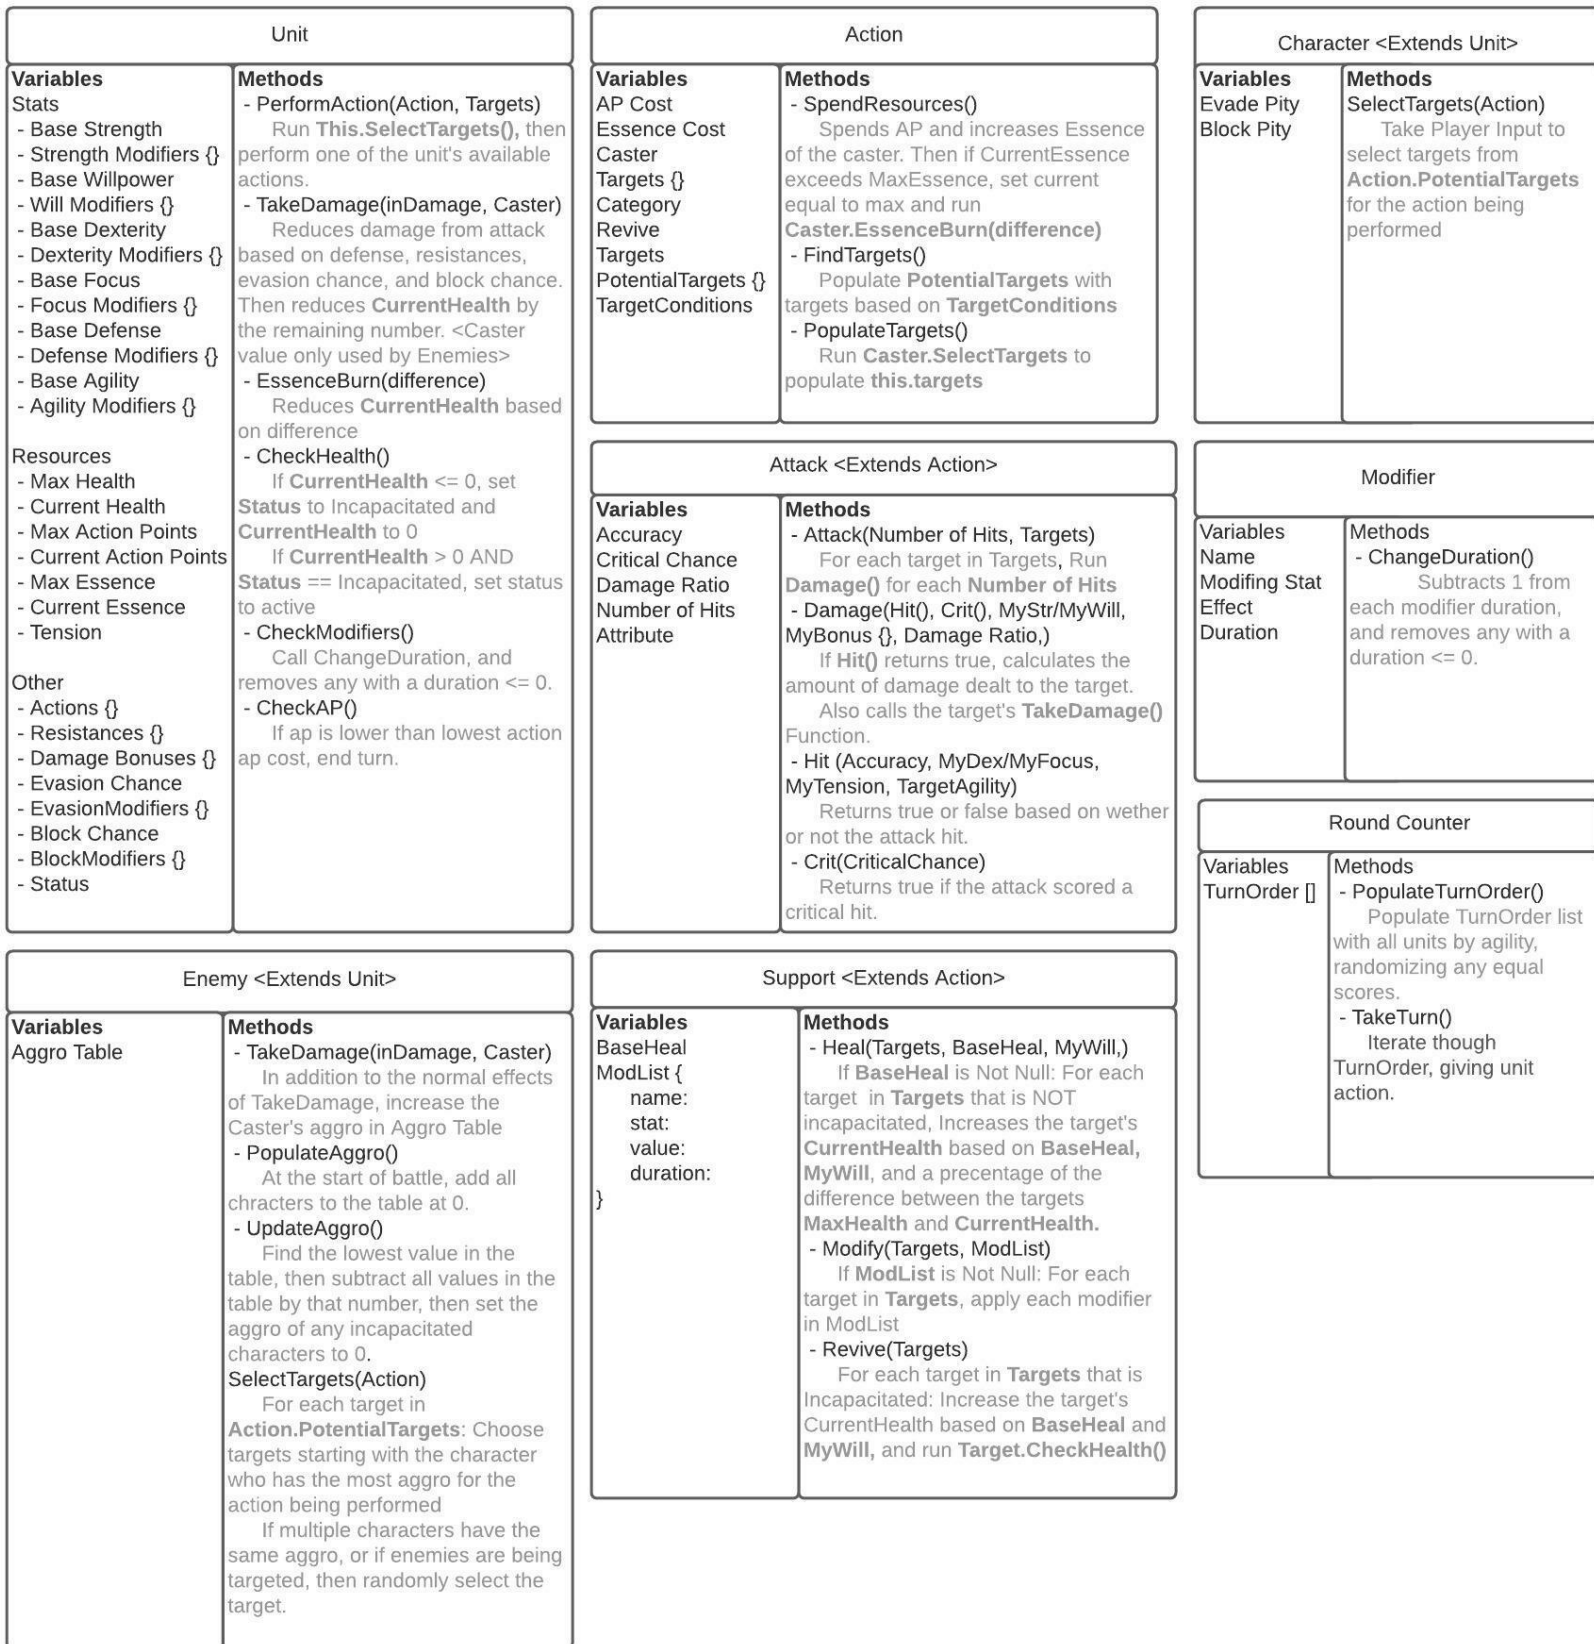 Unit
Variables
Stats
- Base Strength
- Strength Modifiers {}
- Base Willpower
- Will Modifiers {}
- Base Dexterity
- Dexterity Modifiers {}
- Base Focus
- Focus Modifiers {}
- Base Defense
- Defense Modifiers {}
- Base Agility
- Agility Modifiers {}
Resources
- Max Health
- Current Health
- Max Action Points
- Current Action Points
- Max Essence
- Current Essence
- Tension
Other
- Actions {}
- Resistances {}
- Damage Bonuses {}
- Evasion Chance
- EvasionModifiers {}
- Block Chance
- BlockModifiers {}
- Status
Methods
- PerformAction(Action, Targets)
Run This.SelectTargets(), then
perform one of the unit's available
actions.
- TakeDamage(inDamage, Caster)
Reduces damage from attack
based on defense, resistances,
evasion chance, and block chance.
Then reduces CurrentHealth by
the remaining number. <Caster
value only used by Enemies>
- EssenceBurn(difference)
Reduces CurrentHealth based
on difference
- CheckHealth()
If CurrentHealth <= 0, set
Status to Incapacitated and
CurrentHealth to 0
If CurrentHealth > 0 AND
Status == Incapacitated, set status
to active
- CheckModifiers()
Call ChangeDuration, and
removes any with a duration <= 0.
- CheckAP()
If ap is lower than lowest action
ap cost, end turn.
Action
Variables
AP Cost
Essence Cost
Caster
Targets {}
Category
Revive
Targets
PotentialTargets {}
TargetConditions
Methods
- SpendResources()
Spends AP and increases Essence
of the caster. Then if CurrentEssence
exceeds MaxEssence, set current
equal to max and run
Caster.EssenceBurn(difference)
- FindTargets()
Populate PotentialTargets with
targets based on TargetConditions
- PopulateTargets()
Run Caster.SelectTargets to
populate this.targets
Character <Extends Unit>
Variables
Evade Pity
Block Pity
Methods
SelectTargets(Action)
Take Player Input to
select targets from
Action.PotentialTargets
for the action being
performed
Attack <Extends Action>
Variables
Accuracy
Critical Chance
Damage Ratio
Number of Hits
Attribute
Methods
- Attack(Number of Hits, Targets)
For each target in Targets, Run
Damage() for each Number of Hits
- Damage(Hit(), Crit(), MyStr/MyWill,
MyBonus {}, Damage Ratio,)
If Hit() returns true, calculates the
amount of damage dealt to the target.
Also calls the target's TakeDamage()
Function.
- Hit (Accuracy, MyDex/MyFocus,
MyTension, TargetAgility)
Returns true or false based on wether
or not the attack hit.
- Crit(CriticalChance)
Returns true if the attack scored a
critical hit.
Modifier
Variables
Name
Modifing Stat
Effect
Duration
Methods
- ChangeDuration()
Subtracts 1 from
each modifier duration,
and removes any with a
duration <= 0.
Round Counter
Variables
TurnOrder []
Methods
- PopulateTurnOrder()
Populate TurnOrder list
with all units by agility,
randomizing any equal
scores.
- TakeTurn()
Iterate though
TurnOrder, giving unit
action.
Enemy <Extends Unit>
Variables
Aggro Table
Methods
- TakeDamage(inDamage, Caster)
In addition to the normal effects
of TakeDamage, increase the
Caster's aggro in Aggro Table
- PopulateAggro()
At the start of battle, add all
chracters to the table at 0.
- UpdateAggro()
Find the lowest value in the
table, then subtract all values in the
table by that number, then set the
aggro of any incapacitated
characters to 0.
SelectTargets(Action)
For each target in
Action.PotentialTargets: Choose
targets starting with the character
who has the most aggro for the
action being performed
If multiple characters have the
same aggro, or if enemies are being
targeted, then randomly select the
target.
Support <Extends Action>
Variables
BaseHeal
ModList {
name:
stat:
value:
duration:
}
Methods
- Heal(Targets, BaseHeal, MyWill,)
If BaseHeal is Not Null: For each
target in Targets that is NOT
incapacitated, Increases the target's
CurrentHealth based on BaseHeal,
MyWill, and a precentage of the
difference between the targets
MaxHealth and CurrentHealth.
- Modify(Targets, ModList)
If ModList is Not Null: For each
target in Targets, apply each modifier
in ModList
- Revive(Targets)
For each target in Targets that is
Incapacitated: Increase the target's
CurrentHealth based on BaseHeal and
MyWill, and run Target.CheckHealth()